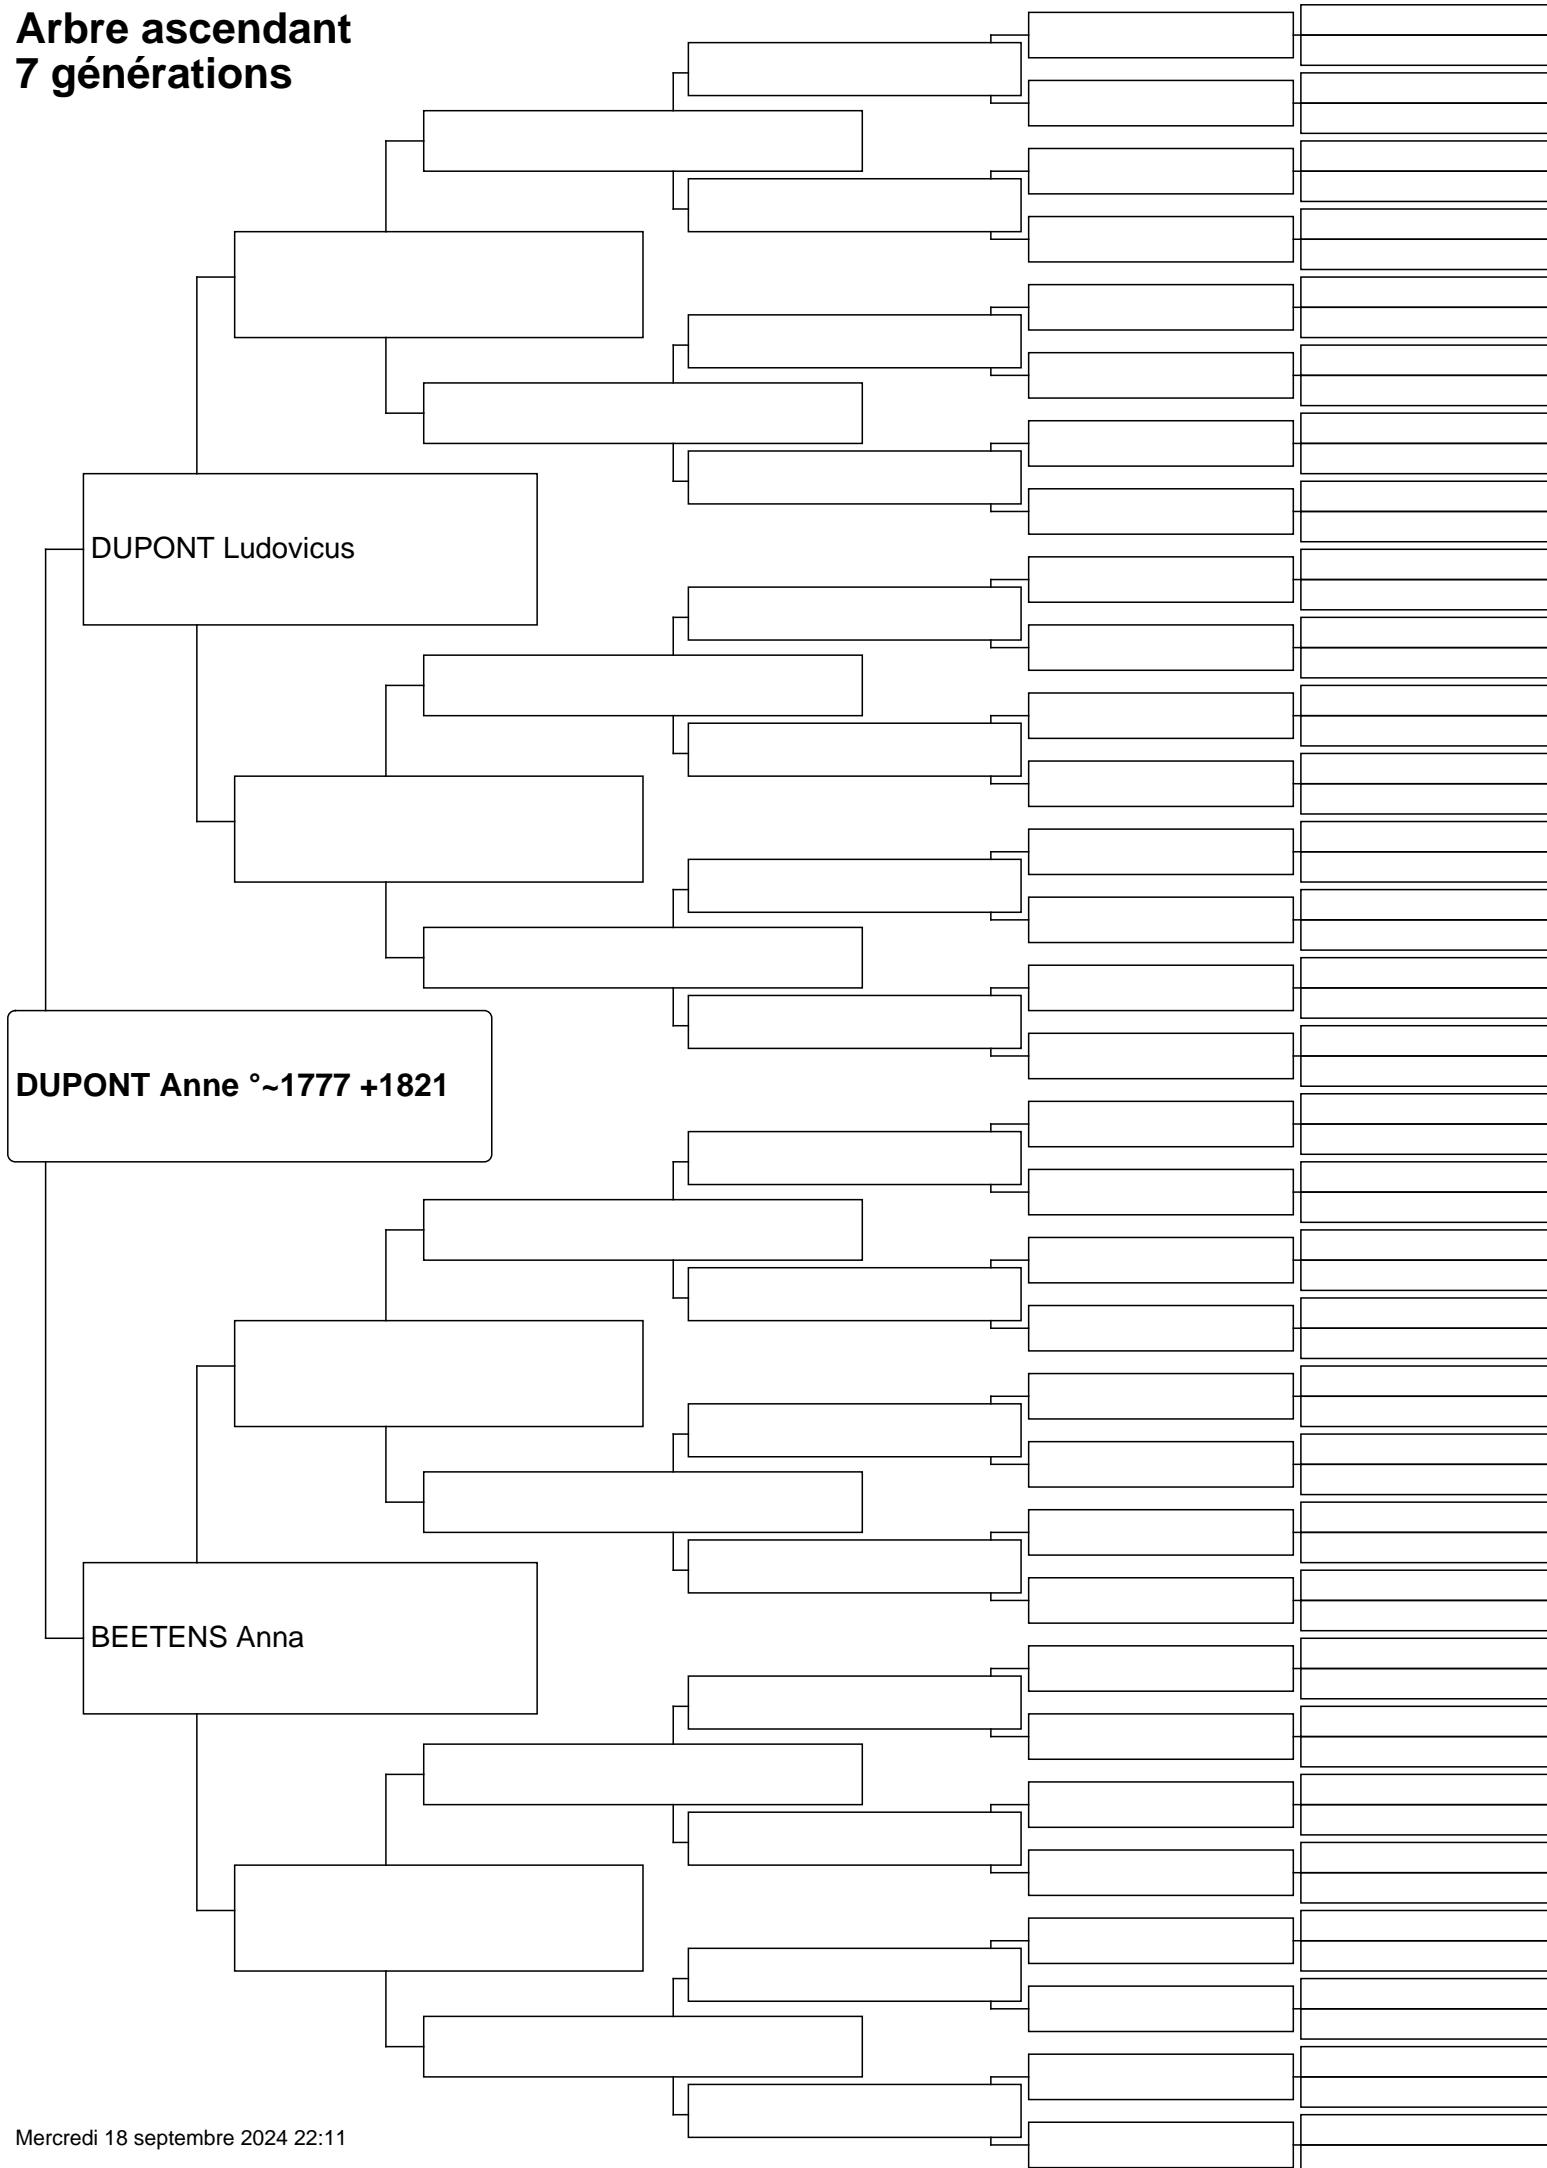 Arbre ascendant
7 générations
DUPONT Ludovicus
DUPONT Anne °~1777 +1821
BEETENS Anna
Mercredi 18 septembre 2024 22:11